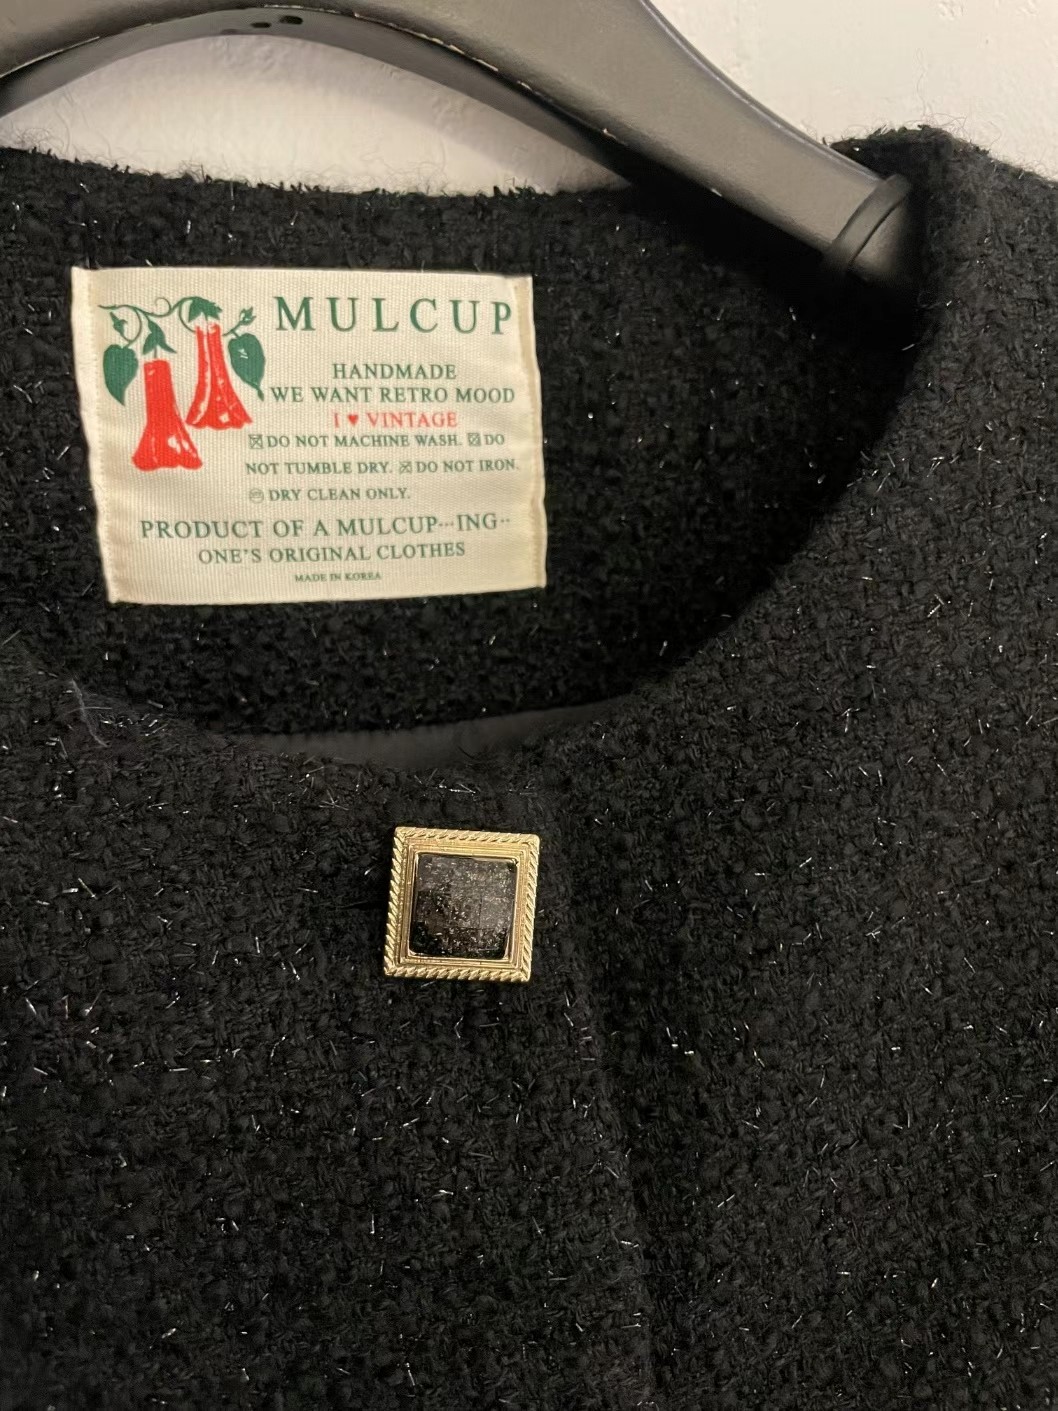 MULCUP
HANDMADE
WE WANT RETRO MOOD
I ♥ VINTAGE
DO NOT MACHINE WASH. DO
NOT TUMBLE DRY. DO NOT IRON.
DRY CLEAN ONLY.
PRODUCT OF A MULCUP···ING··
ONE'S ORIGINAL CLOTHES
MADE IN KOREA